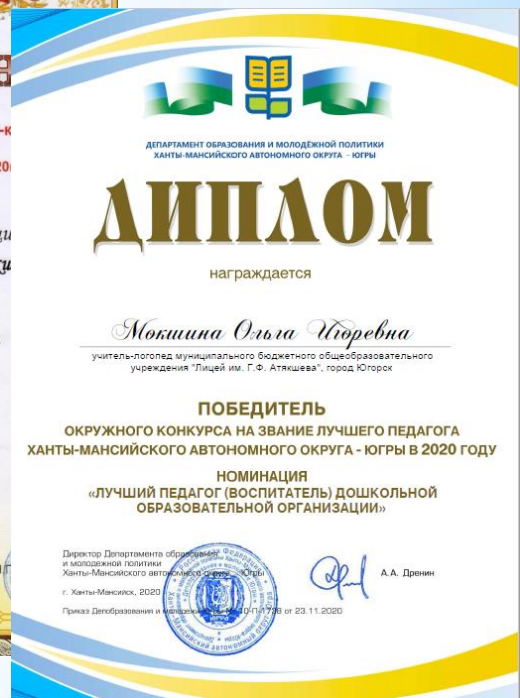 ДЕПАРТАМЕНТ ОБРАЗОВАНИЯ И МОЛОДЁЖНОЙ ПОЛИТИКИ
ХАНТЫ-МАНСИЙСКОГО АВТОНОМНОГО ОКРУГА - ЮГРЫ
ДИПЛОМ
награждается
Мокшина Ольга Игоревна
учитель-логопед муниципального бюджетного общеобразовательного
учреждения "Лицей им. Г.Ф. Атякшева", город Югорск
ПОБЕДИТЕЛЬ
ОКРУЖНОГО КОНКУРСА НА ЗВАНИЕ ЛУЧШЕГО ПЕДАГОГА
ХАНТЫ-МАНСИЙСКОГО АВТОНОМНОГО ОКРУГА - ЮГРЫ В 2020 ГОДУ
НОМИНАЦИЯ
«ЛУЧШИЙ ПЕДАГОГ (ВОСПИТАТЕЛЬ) ДОШКОЛЬНОЙ
ОБРАЗОВАТЕЛЬНОЙ ОРГАНИЗАЦИИ»
Директор Департамента образования
и молодежной политики
Ханты-Мансийского автономного округа - Югры
А.А. Дренин
г. Ханты-Мансийск, 2020
Приказ Депобразования и молодежи № 10-П-1738 от 23.11.2020